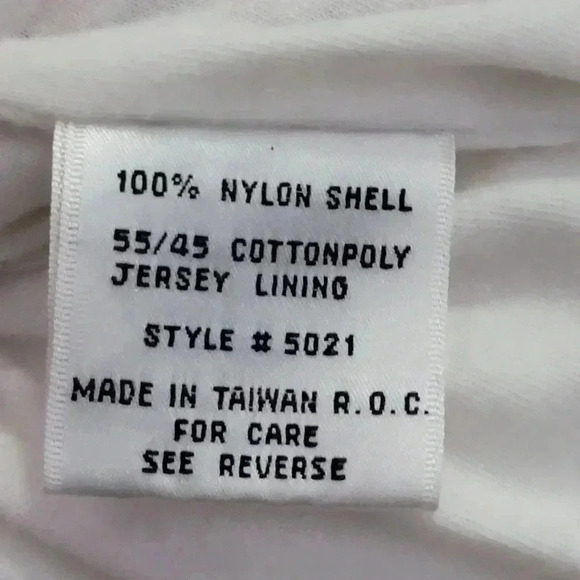 100% NYLON SHELL
55/45 COTTONPOLY
JERSEY LINING
STYLE # 5021
MADE IN TAIWAN R.O.C.
FOR CARE
SEE REVERSE